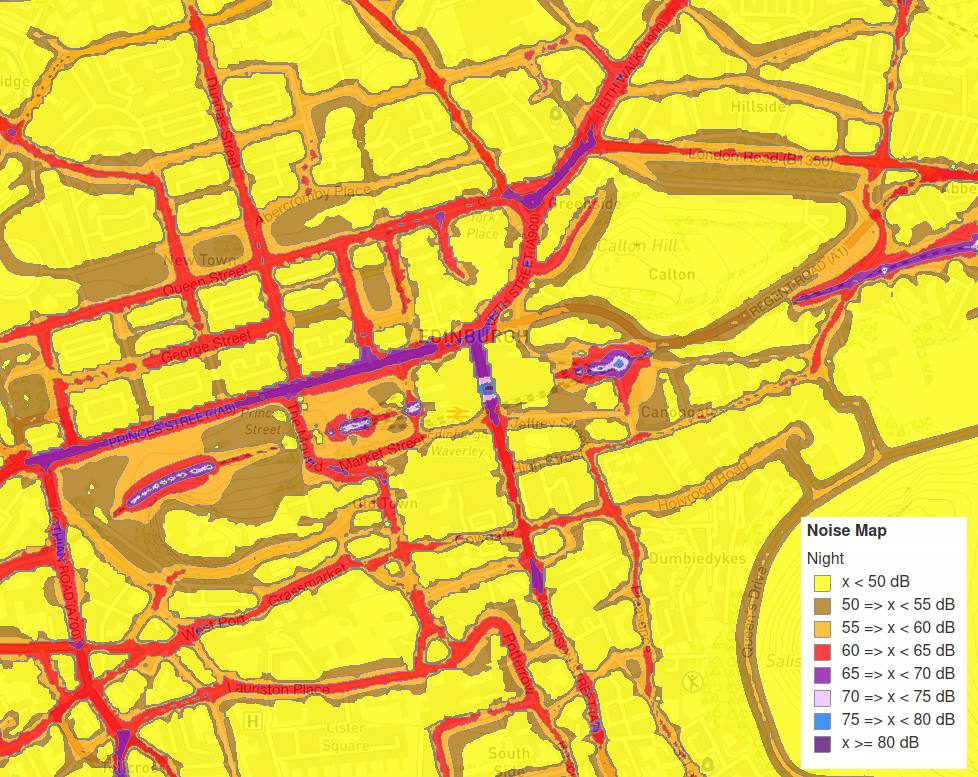 idge
Dundas Street
LEITH WALK (A900)
Hillside
London Road (B1350)
Abbe
Abercromby Place
York
Place
Greenside
Calton Hill
Calton
New Town
Queen Street
LEITH STREET (A900)
REGENT ROAD (A1)
EDINBURGH
George Street
PRINCES STREET (A8)
Princ
Street
The Mound
Market Street
Edinburgh
Waverley
Jeffrey Street
Canongate
High Street
Holyrood Road
Old Town
Cowgate
LOTHIAN ROAD (A700)
Grassmarket
West Port
Dumbiedykes
Pleasance
Queen's Drive
Salis
Potterrow
Lauriston Place
H
Lister
Square
South
Side
Tollcross
Noise Map
Night
x < 50 dB
50 => x < 55 dB
55 => x < 60 dB
60 => x < 65 dB
65 => x < 70 dB
70 => x < 75 dB
75 => x < 80 dB
x >= 80 dB